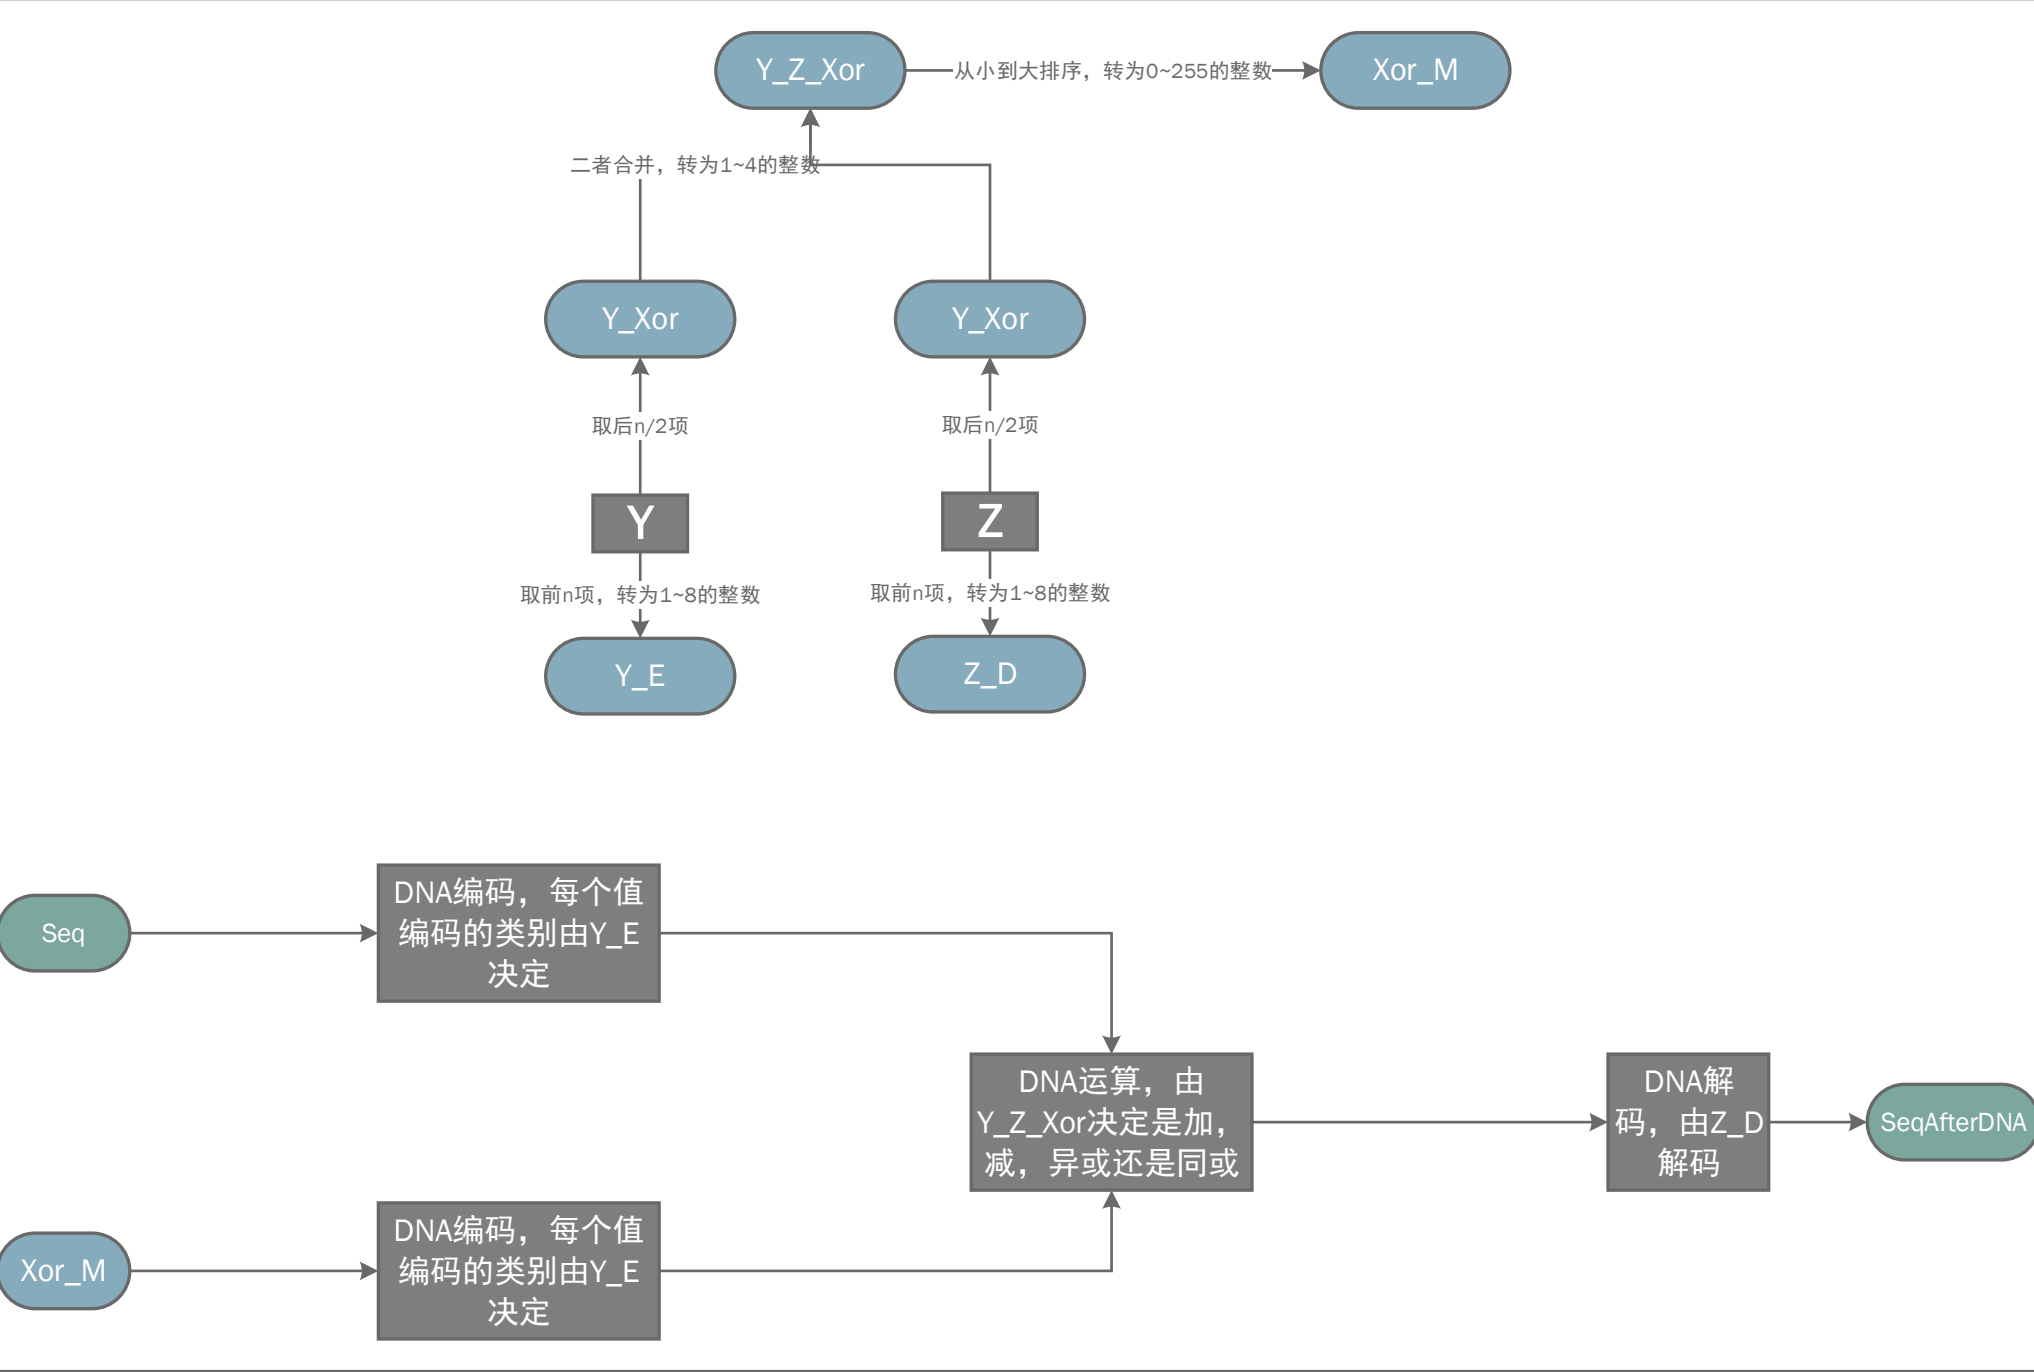 Y_Z_Xor
从小到大排序，转为0~255的整数
Xor_M
二者合并，转为1~4的整数
Y_Xor
Y_Xor
取后n/2项
取后n/2项
Y
Z
取前n项，转为1~8的整数
取前n项，转为1~8的整数
Y_E
Z_D
Seq
DNA编码，每个值
编码的类别由Y_E
决定
DNA运算，由
Y_Z_Xor决定是加，
减，异或还是同或
DNA解
码，由Z_D
解码
SeqAfterDNA
Xor_M
DNA编码，每个值
编码的类别由Y_E
决定